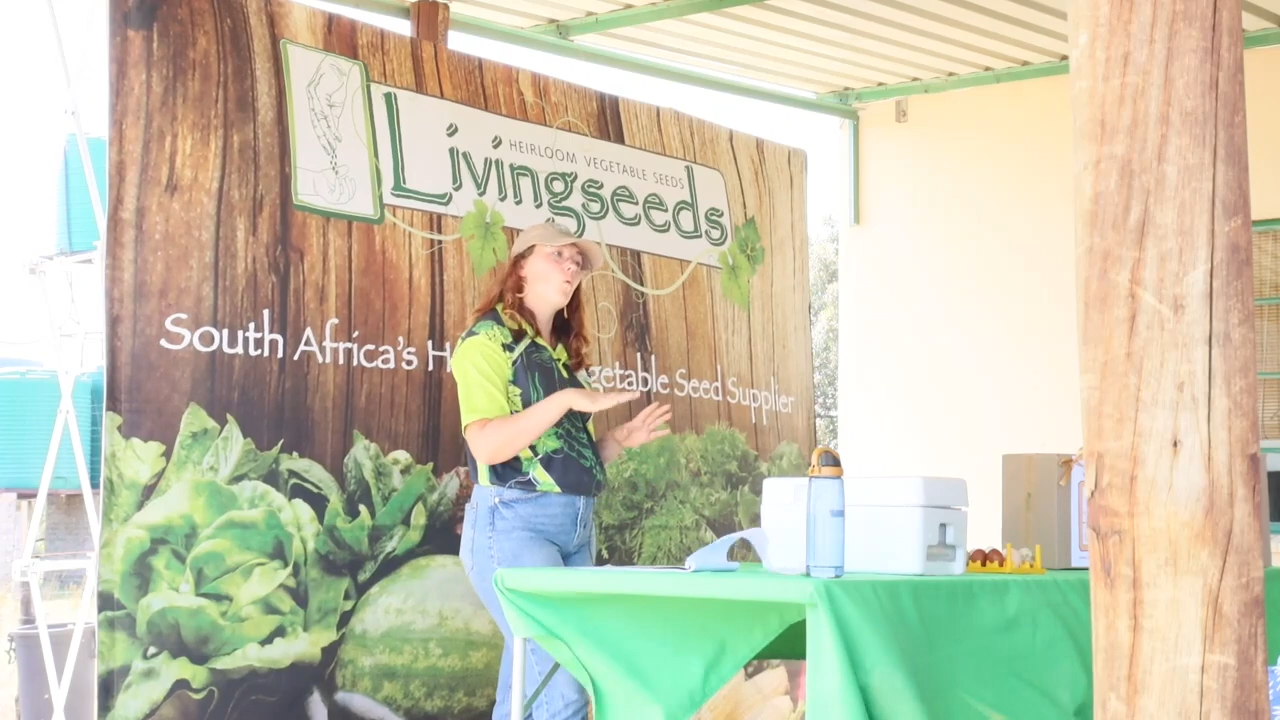 HEIRLOOM VEGETABLE SEEDS
Livingseeds
South Africa's H getable Seed Supplier